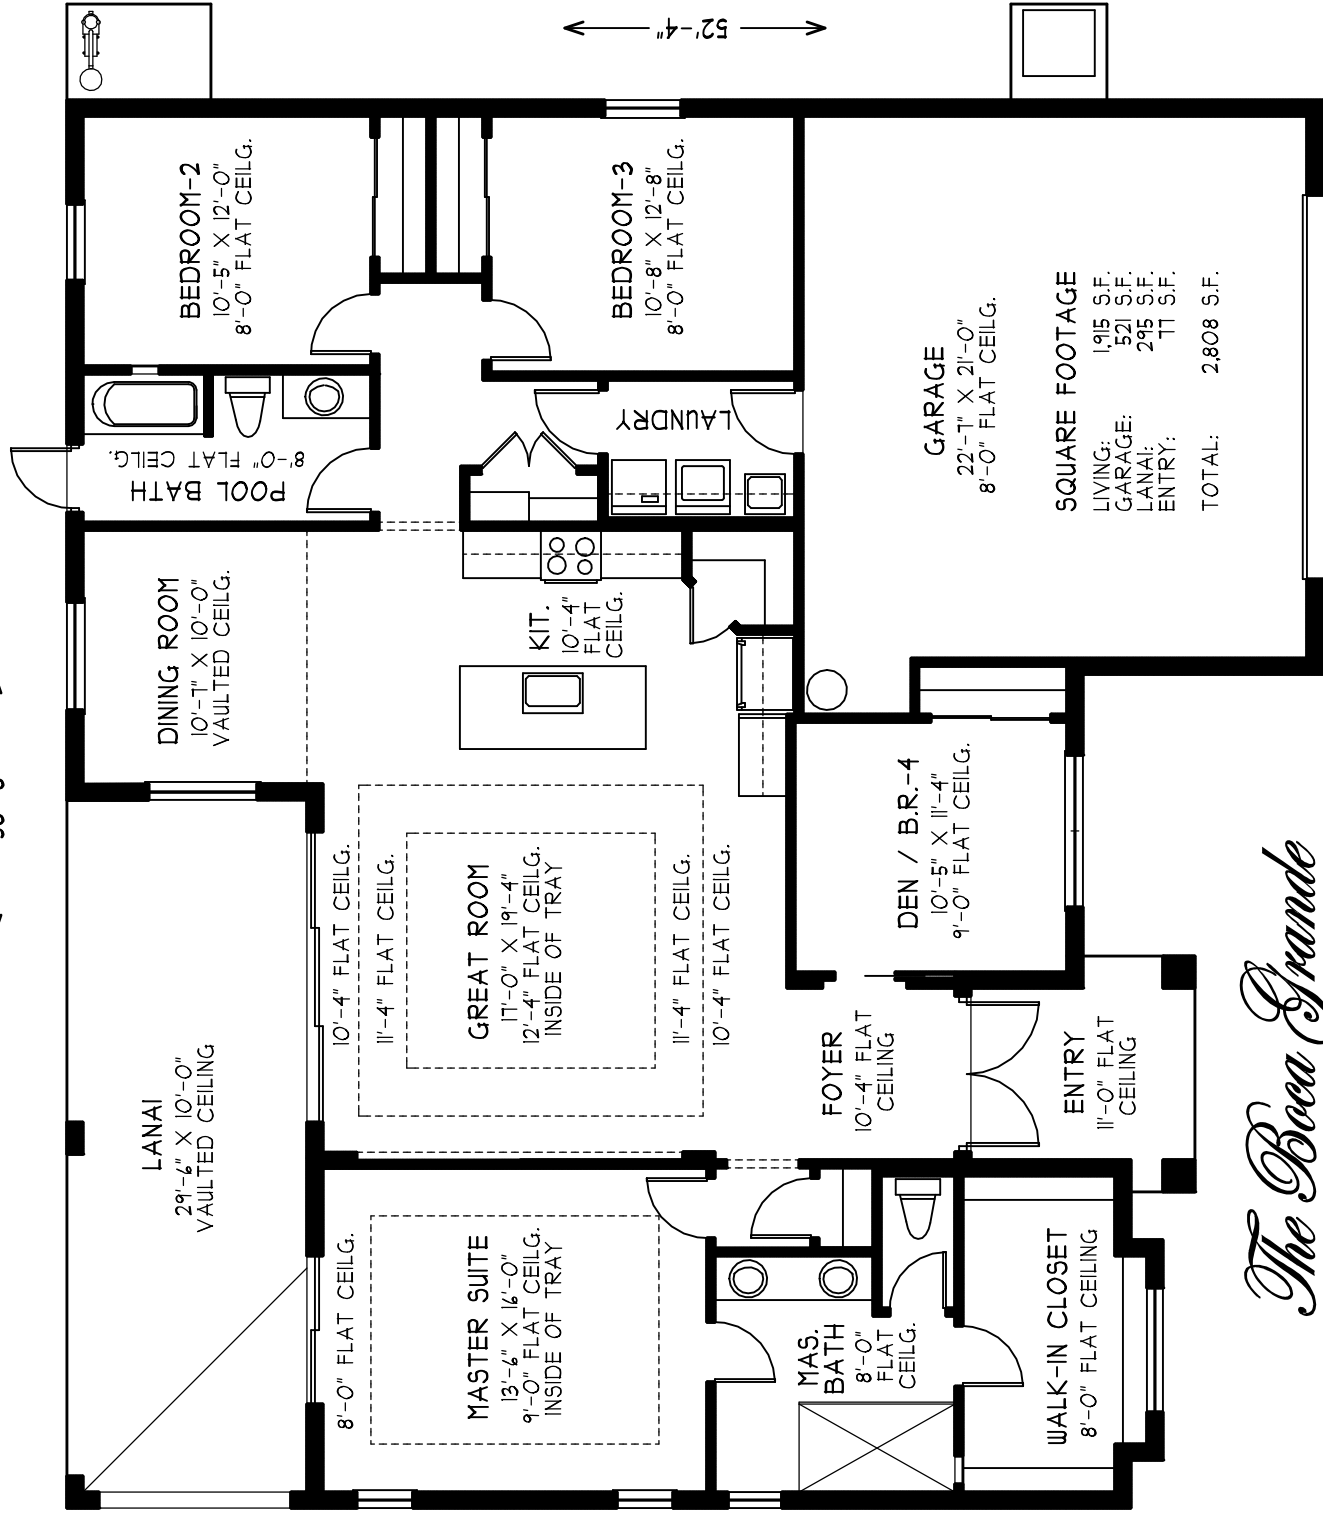 52'-4"
BEDROOM-2
10'-5" X 12'-0"
8'-0" FLAT CEILG.
BEDROOM-3
10'-8" X 12'-8"
8'-0" FLAT CEILG.
POOL BATH
8'-0" FLAT CEILG.
LAUNDRY
GARAGE
22'-7" X 21'-0"
8'-0" FLAT CEILG.
SQUARE FOOTAGE
LIVING: 1,915 S.F.
GARAGE: 521 S.F.
LANAI: 295 S.F.
ENTRY: 77 S.F.
TOTAL: 2,808 S.F.
DINING ROOM
10'-7" X 10'-0"
VAULTED CEILG.
KIT.
10'-4"
FLAT
CEILG.
LANAI
29'-6" X 10'-0"
VAULTED CEILING
10'-4" FLAT CEILG.
11'-4" FLAT CEILG.
GREAT ROOM
17'-0" X 19'-4"
12'-4" FLAT CEILG.
INSIDE OF TRAY
11'-4" FLAT CEILG.
10'-4" FLAT CEILG.
DEN / B.R.-4
10'-5" X 11'-4"
9'-0" FLAT CEILG.
FOYER
10'-4" FLAT
CEILING
ENTRY
11'-0" FLAT
CEILING
8'-0" FLAT CEILG.
MASTER SUITE
13'-6" X 16'-0"
9'-0" FLAT CEILG.
INSIDE OF TRAY
MAS.
BATH
8'-0"
FLAT
CEILG.
WALK-IN CLOSET
8'-0" FLAT CEILING
The Boca Grande